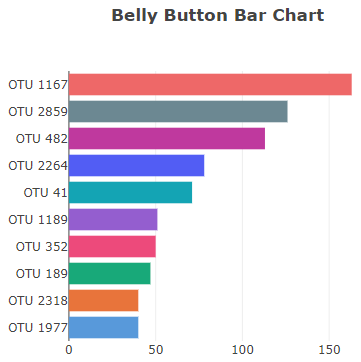 Belly Button Bar Chart
OTU 1167
OTU 2859
OTU 482
OTU 2264
OTU 41
OTU 1189
OTU 352
OTU 189
OTU 2318
OTU 1977
0 50 100 150